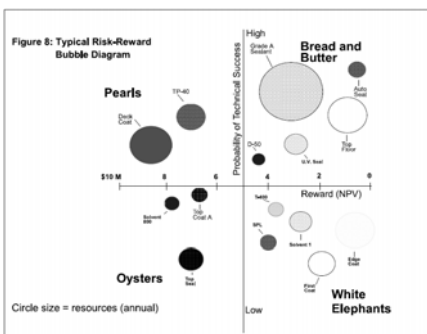 Figure 8: Typical Risk-Reward
Bubble Diagram
High
Grade A
Sealant
Bread and
Butter
Auto
Seal
Pearls
TP-40
Deck
Coat
Probability of Technical Success
Top
Floor
D-50
U.V. Seal
$10 M
8
6
4
2
0
Reward (NPV)
Solvent
Top
Coat A
T-400
SPL
Solvent 1
Edge
Coat
Top
Seal
First
Coat
Oysters
White
Elephants
Circle size = resources (annual)
Low